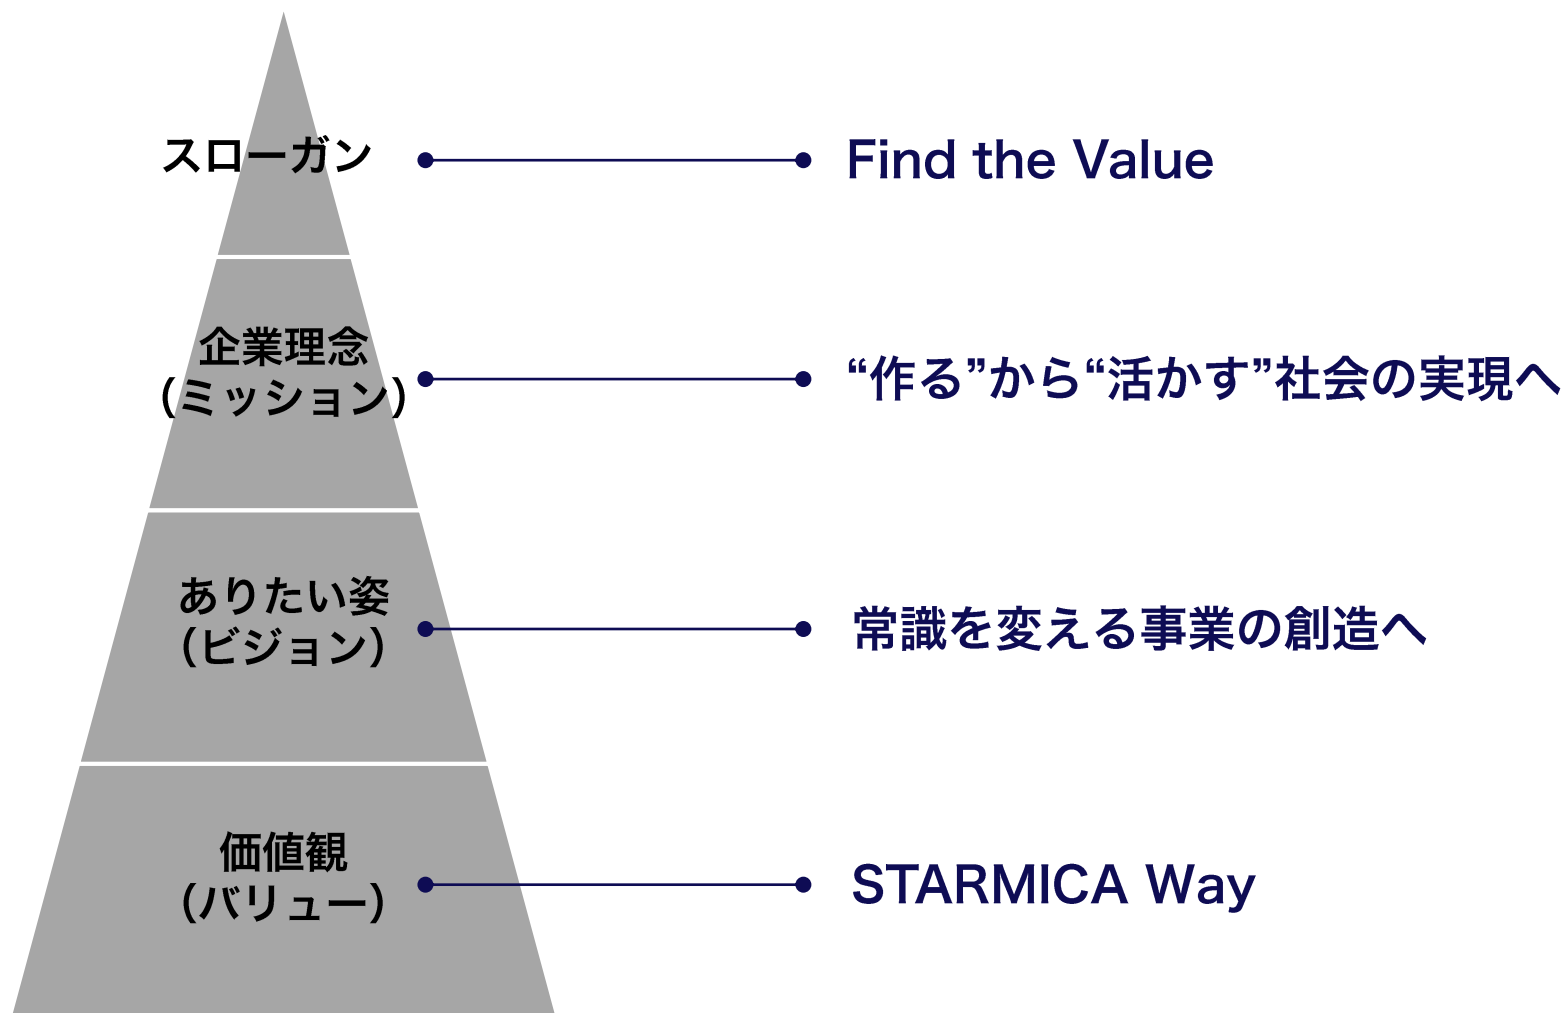 スローガン
Find the Value
企業理念
（ミッション）
“作る”から“活かす”社会の実現へ
ありたい姿
（ビジョン）
常識を変える事業の創造へ
価値観
（バリュー）
STARMICA Way